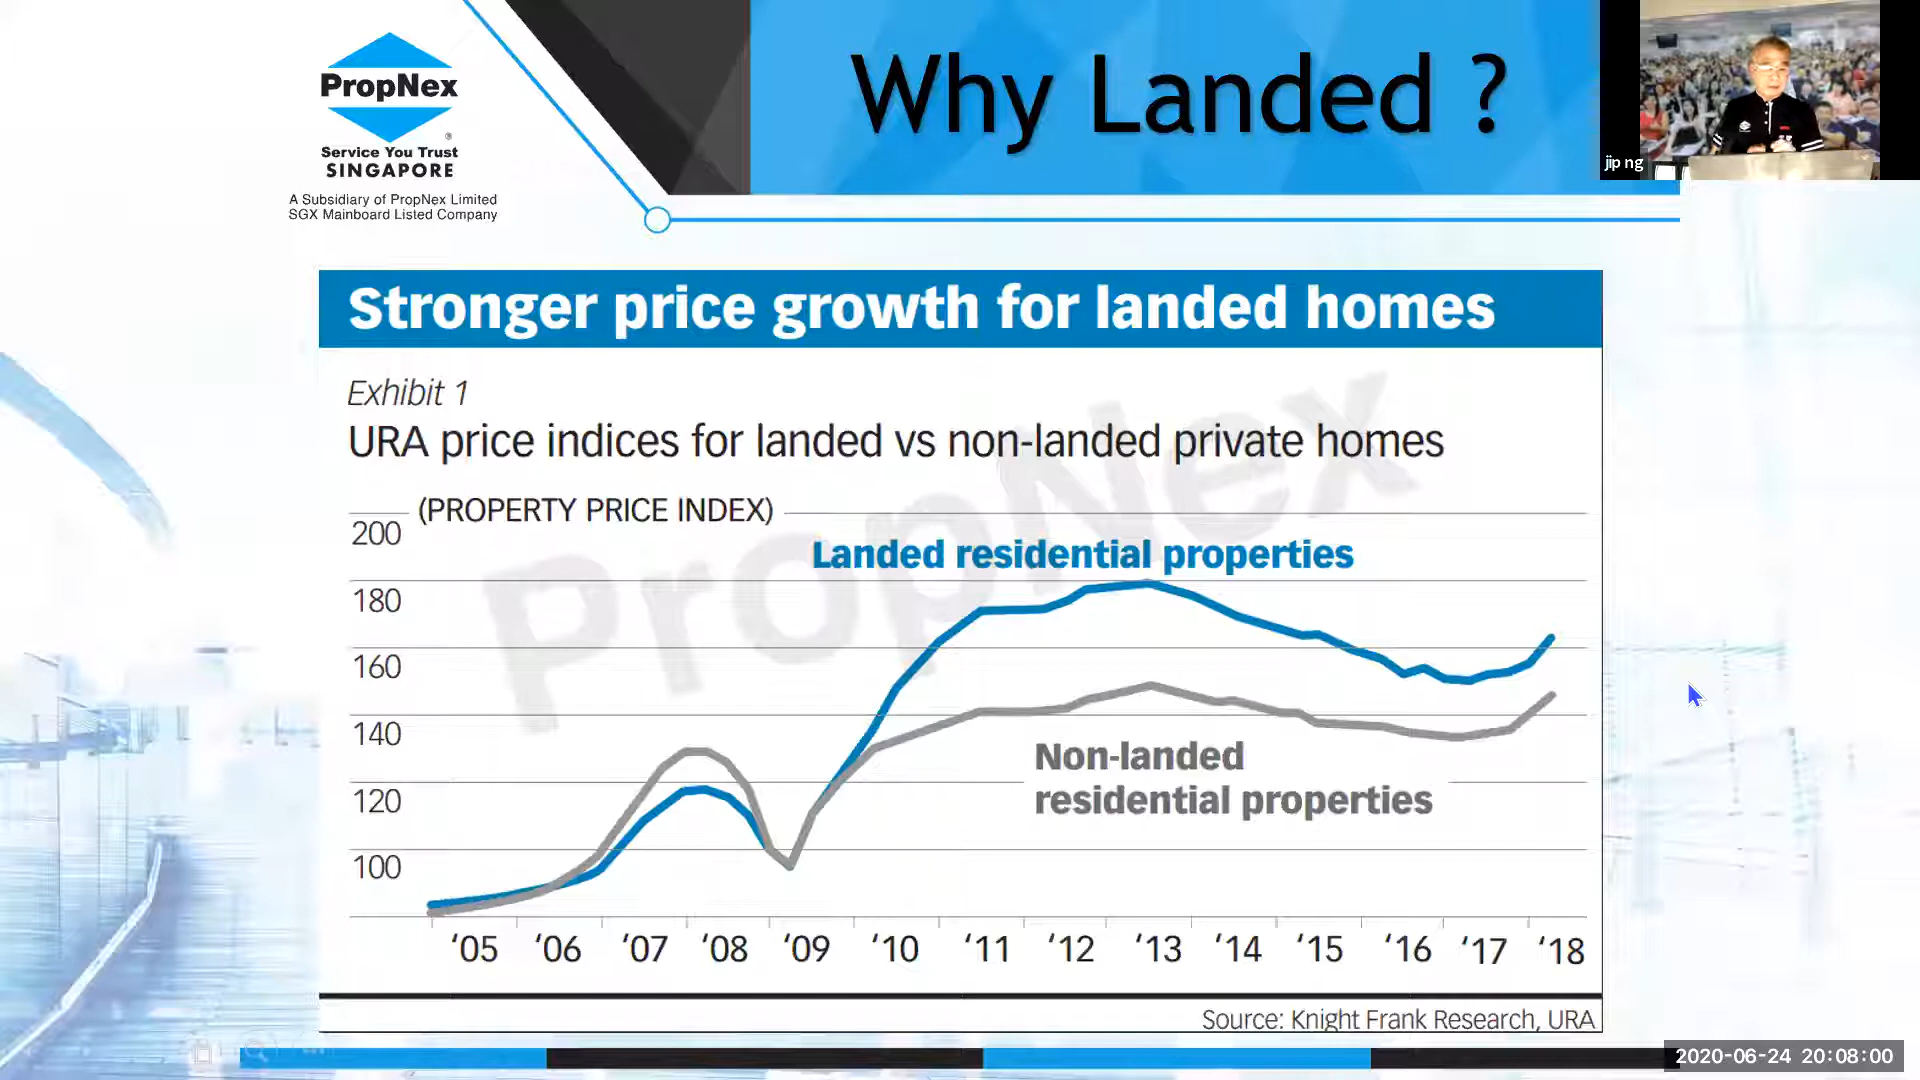 PropNex
®
Service You Trust
SINGAPORE
A Subsidiary of PropNex Limited
SGX Mainboard Listed Company
Why Landed ?
jip ng
Stronger price growth for landed homes
Exhibit 1
URA price indices for landed vs non-landed private homes
(PROPERTY PRICE INDEX)
200
Landed residential properties
180
160
140
Non-landed
residential properties
120
100
‘05 ‘06 ‘07 ‘08 ‘09 ‘10 ‘11 ‘12 ‘13 ‘14 ‘15 ‘16 ‘17 ‘18
PropNex
Source: Knight Frank Research, URA
2020-06-24 20:08:00